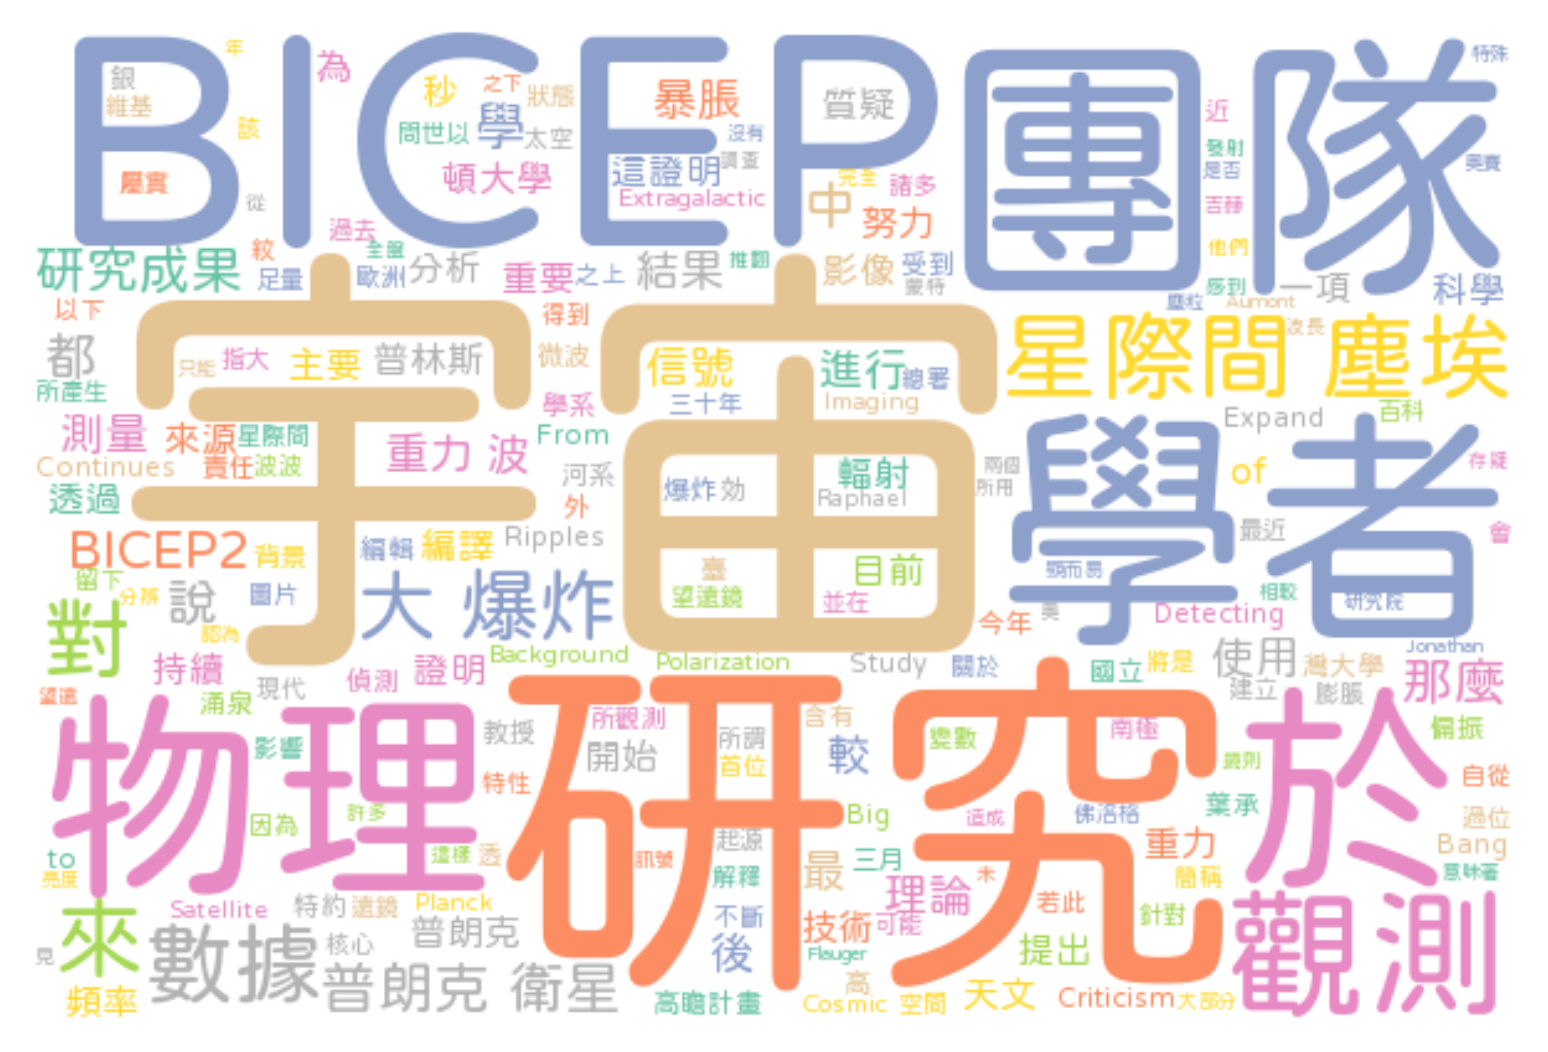 BICEP 團隊
年
特殊
銀
維基
為
秒
之下
狀態
暴脹
質疑
學
問世以
太空
沒有
調查
近
該
發射
是否
奧賽
屬實
頓大學
這證明
完全
諸多
Extragalactic
中
從
吉赫
過去
努力
他們
研究成果
紋
全盤
足量
歐洲
分析
重要
之上
結果
推翻
影像
受到
蒙特
感到
一項
科學
塵粒
Aumont
以下
得到
宇宙
星際間 塵埃
波長
都
只能
指大
主要
普林斯
微波
信號
進行
總署
所產生
學系
三十年
Imaging
Expand
百科
測量
來源
星際間
重力 波
From
學者
Continues
責任
波波
河系
爆炸
効
輻射
Raphael
兩個
所用
of
存疑
透過
外
最近
會
BICEP2
背景
編輯
編譯
Ripples
臺
目前
顯而易
留下
分辨
說
圖片
大 爆炸
望遠鏡
並在
相較
研究院
對
認為
今年
奧
Detecting
持續
偵測
證明
Background
Polarization
Study
關於
國立
將是
使用
灣大學
Jonathan
那麼
望遠
涌泉
現代
建立
膨脹
物理
研究
於
影響
教授
所觀測
所謂
含有
變數
南極
偏振
開始
首位
較
鏡則
特性
自從
因為
許多
Big
造成
佛洛格
葉承
過位
to
這樣
透
訊號
起源
三月
重力
Bang
亮度
解釋
最
理論
未
簡稱
意味著
來
Satellite
特約
遠鏡
Planck
不斷
技術
可能
若此
針對
觀測
見
數據
核心
普朗克
後
Flauger
提出
頻率
普朗克 衛星
高瞻計畫
高
Cosmic
空間
天文
Criticism
大部分